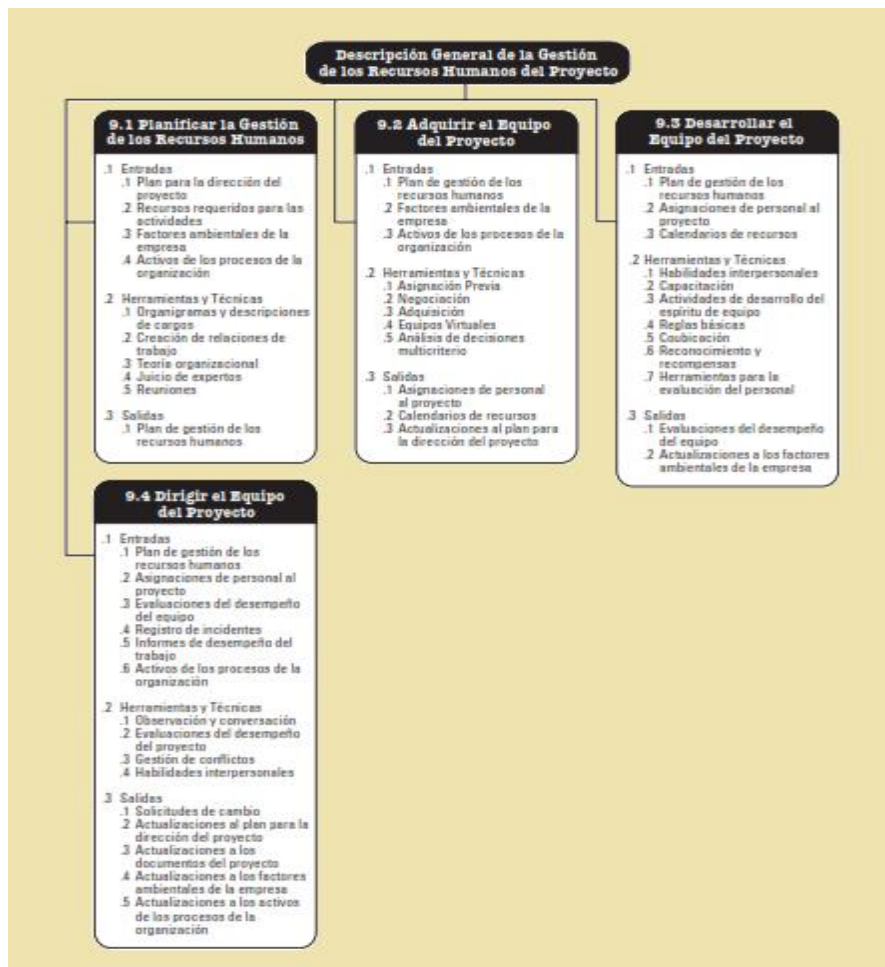 Descripción General de la Gestión
de los Recursos Humanos del Proyecto
9.1 Planificar la Gestión
de los Recursos Humanos
.1 Entradas
.1 Plan para la dirección del
proyecto
.2 Recursos requeridos para las
actividades
.3 Factores ambientales de la
empresa
.4 Activos de los procesos de la
organización
.2 Herramientas y Técnicas
.1 Organigramas y descripciones
de cargos
.2 Creación de relaciones de
trabajo
.3 Teoría organizacional
.4 Juicio de expertos
.5 Reuniones
.3 Salidas
.1 Plan de gestión de los
recursos humanos
9.2 Adquirir el Equipo
del Proyecto
.1 Entradas
.1 Plan de gestión de los
recursos humanos
.2 Factores ambientales de la
empresa
.3 Activos de los procesos de la
organización
.2 Herramientas y Técnicas
.1 Asignación Previa
.2 Negociación
.3 Adquisición
.4 Equipos Virtuales
.5 Análisis de decisiones
multicriterio
.3 Salidas
.1 Asignaciones de personal
al proyecto
.2 Calendarios de recursos
.3 Actualizaciones al plan para
la dirección del proyecto
9.3 Desarrollar el
Equipo del Proyecto
.1 Entradas
.1 Plan de gestión de los
recursos humanos
.2 Asignaciones de personal al
proyecto
.3 Calendarios de recursos
.2 Herramientas y Técnicas
.1 Habilidades interpersonales
.2 Capacitación
.3 Actividades de desarrollo del
espíritu de equipo
.4 Reglas básicas
.5 Coubicación
.6 Reconocimiento y
recompensas
.7 Herramientas para la
evaluación del personal
.3 Salidas
.1 Evaluaciones del desempeño
del equipo
.2 Actualizaciones a los factores
ambientales de la empresa
9.4 Dirigir el Equipo
del Proyecto
.1 Entradas
.1 Plan de gestión de los
recursos humanos
.2 Asignaciones de personal al
proyecto
.3 Evaluaciones del desempeño
del equipo
.4 Registro de incidentes
.5 Informes de desempeño del
trabajo
.6 Activos de los procesos de la
organización
.2 Herramientas y Técnicas
.1 Observación y conversación
.2 Evaluaciones del desempeño
del proyecto
.3 Gestión de conflictos
.4 Habilidades interpersonales
.3 Salidas
.1 Solicitudes de cambio
.2 Actualizaciones al plan para la
dirección del proyecto
.3 Actualizaciones a los
documentos del proyecto
.4 Actualizaciones a los factores
ambientales de la empresa
.5 Actualizaciones a los activos
de los procesos de la
organización